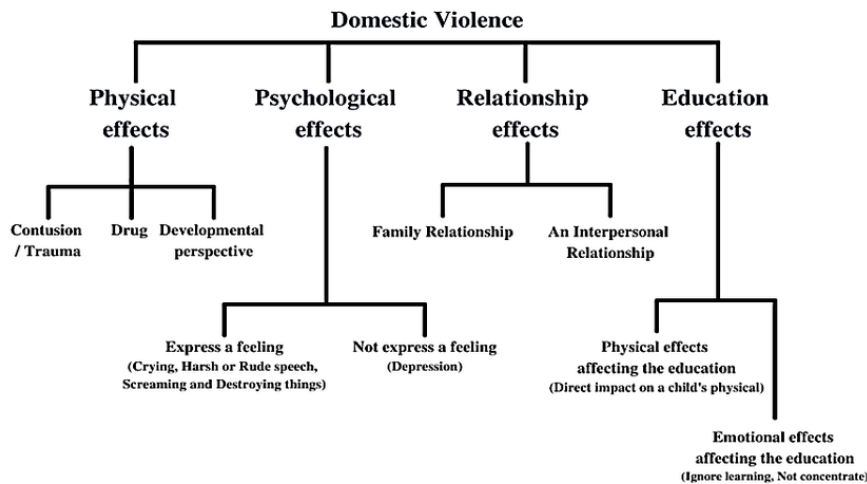 Domestic Violence
Physical
effects
Psychological
effects
Relationship
effects
Education
effects
Contusion
/ Trauma
Drug
Developmental
perspective
Family Relationship
An Interpersonal
Relationship
Express a feeling
(Crying, Harsh or Rude speech,
Screaming and Destroying things)
Not express a feeling
(Depression)
Physical effects
affecting the education
(Direct impact on a child's physical)
Emotional effects
affecting the education
(Ignore learning, Not concentrate)